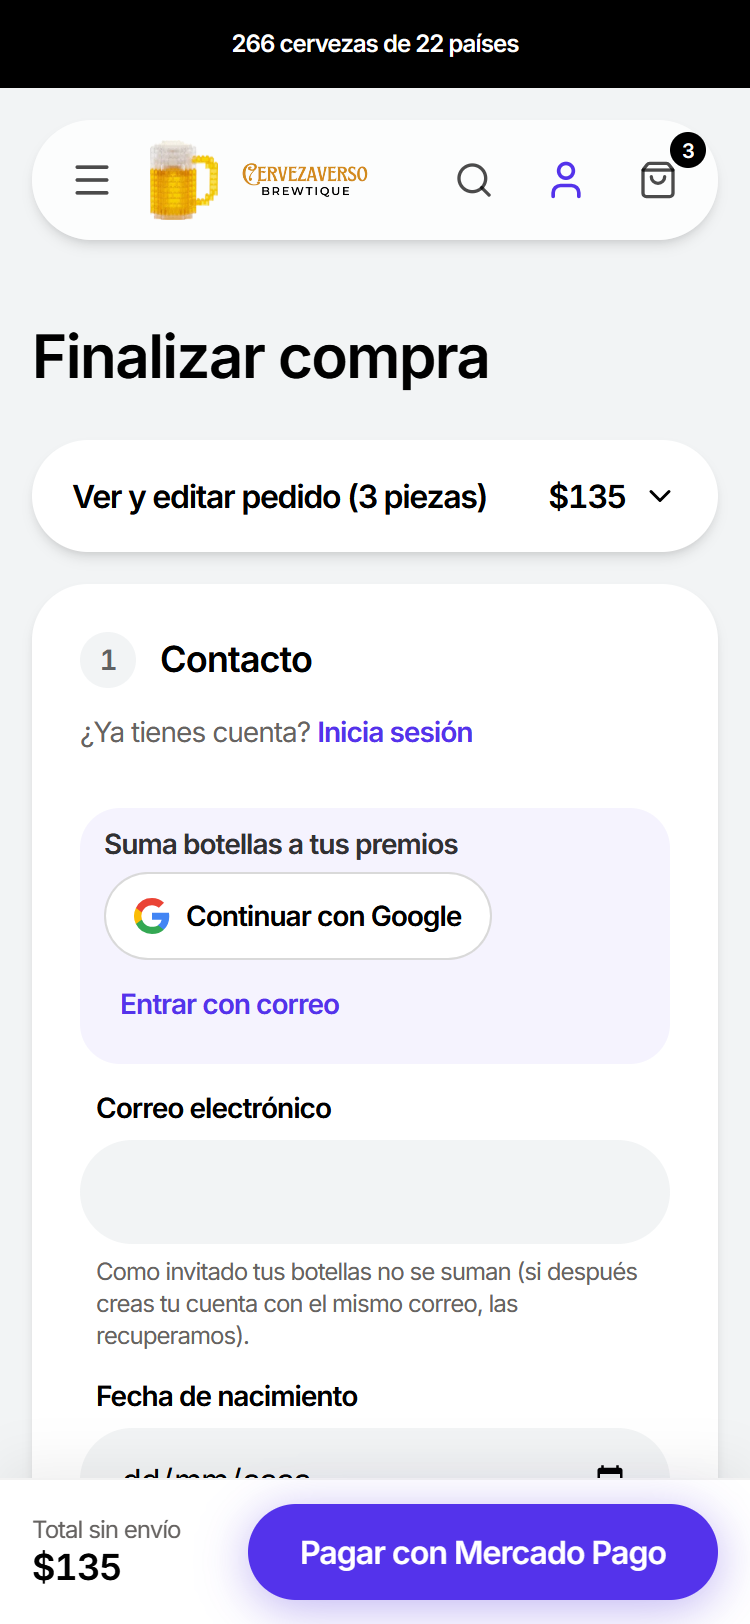 266 cervezas de 22 países
3
CERVEZAVERSO
BREWTIQUE
Finalizar compra
Ver y editar pedido (3 piezas) $135
1 Contacto
¿Ya tienes cuenta? Inicia sesión
Suma botellas a tus premios
Continuar con Google
Entrar con correo
Correo electrónico
Como invitado tus botellas no se suman (si después
creas tu cuenta con el mismo correo, las
recuperamos).
Fecha de nacimiento
Total sin envío
$135
Pagar con Mercado Pago